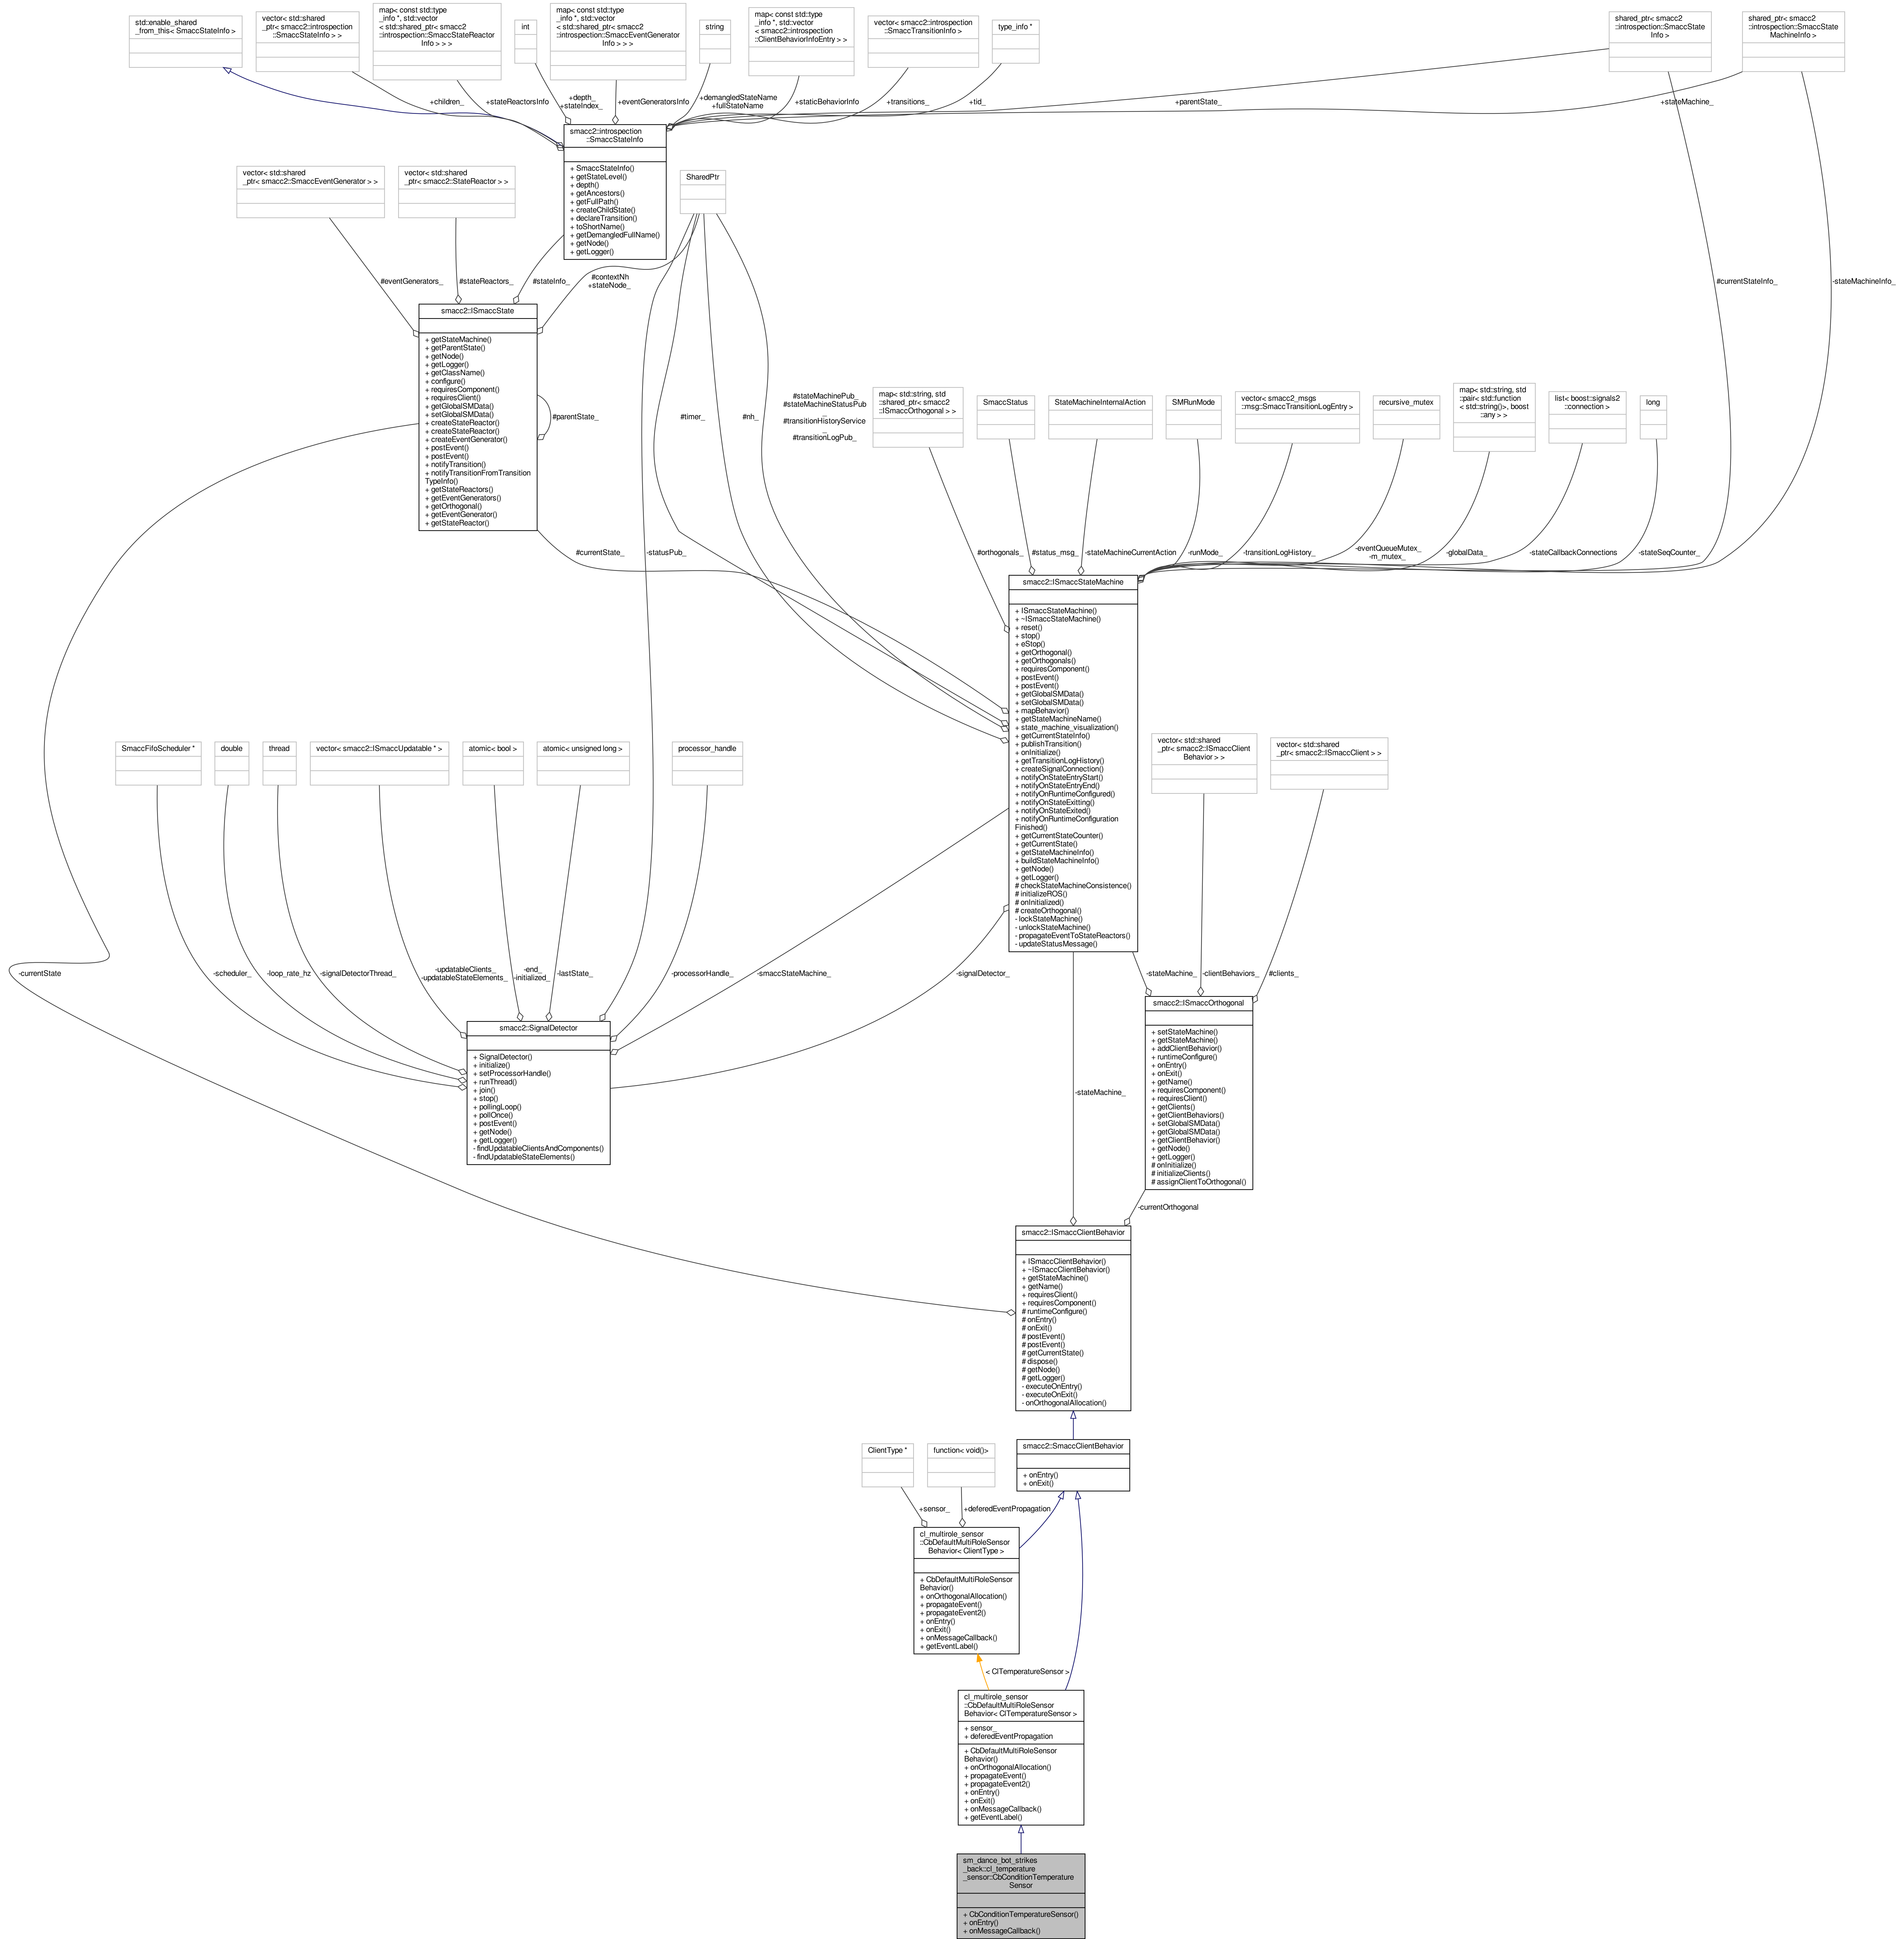 std::enable_shared
_from_this< SmaccStateInfo >
vector< std::shared
_ptr< smacc2::introspection
::SmaccStateInfo > >
map< const std::type
_info *, std::vector
< std::shared_ptr< smacc2
::introspection::SmaccStateReactor
Info > > >
int
map< const std::type
_info *, std::vector
< std::shared_ptr< smacc2::
introspection::SmaccEventGenerator
Info > > >
string
map< const std::type
_info *, std::vector
< smacc2::introspection
::ClientBehaviorInfoEntry > >
vector< smacc2::introspection
::SmaccTransitionInfo >
type_info *
shared_ptr< smacc2
::introspection::SmaccState
Info >
shared_ptr< smacc2
::introspection::SmaccState
MachineInfo >
+children_
+stateReactorsInfo
+depth_
+stateIndex_
+eventGeneratorsInfo
+demangledStateName
+fullStateName
+staticBehaviorInfo
+transitions_
+tid_
+parentState_
+stateMachine_
smacc2::introspection
::SmaccStateInfo
+ SmaccStateInfo()
+ getStateLevel()
+ depth()
+ getAncestors()
+ getFullPath()
+ createChildState()
+ declareTransition()
+ toShortName()
+ getDemangledFullName()
+ getNode()
+ getLogger()
vector< std::shared
_ptr< smacc2::SmaccEventGenerator > >
vector< std::shared
_ptr< smacc2::StateReactor > >
SharedPtr
#eventGenerators_
#stateReactors_
#stateInfo_
#contextNh
+stateNode_
#currentStateInfo_
-stateMachineInfo_
smacc2::ISmaccState
+ getStateMachine()
+ getParentState()
+ getNode()
+ getLogger()
+ getClassName()
+ configure()
+ requiresComponent()
+ requiresClient()
+ getGlobalSMData()
+ setGlobalSMData()
+ createStateReactor()
+ createStateReactor()
+ createEventGenerator()
+ postEvent()
+ postEvent()
+ notifyTransition()
+ notifyTransitionFromTransition
TypeInfo()
+ getStateReactors()
+ getEventGenerators()
+ getOrthogonal()
+ getEventGenerator()
+ getStateReactor()
#parentState_
#timer_
#nh_
#stateMachinePub_
#stateMachineStatusPub
_
#transitionHistoryService
_
#transitionLogPub_
map< std::string, std
::shared_ptr< smacc2
::ISmaccOrthogonal > >
SmaccStatus
StateMachineInternalAction
SMRunMode
vector< smacc2_msgs
::msg::SmaccTransitionLogEntry >
recursive_mutex
map< std::string, std
::pair< std::function
< std::string()>, boost
::any > >
list< boost::signals2
::connection >
long
#currentState_
-statusPub_
#orthogonals_
#status_msg_
-stateMachineCurrentAction
-runMode_
-transitionLogHistory_
-eventQueueMutex_
-m_mutex_
-globalData_
-stateCallbackConnections
-stateSeqCounter_
smacc2::ISmaccStateMachine
+ ISmaccStateMachine()
+ ~ISmaccStateMachine()
+ reset()
+ stop()
+ eStop()
+ getOrthogonal()
+ getOrthogonals()
+ requiresComponent()
+ postEvent()
+ postEvent()
+ getGlobalSMData()
+ setGlobalSMData()
+ mapBehavior()
+ getStateMachineName()
+ state_machine_visualization()
+ getCurrentStateInfo()
+ publishTransition()
+ onInitialize()
+ getTransitionLogHistory()
+ createSignalConnection()
+ notifyOnStateEntryStart()
+ notifyOnStateEntryEnd()
+ notifyOnRuntimeConfigured()
+ notifyOnStateExitting()
+ notifyOnStateExited()
+ notifyOnRuntimeConfiguration
Finished()
+ getCurrentStateCounter()
+ getCurrentState()
+ getStateMachineInfo()
+ buildStateMachineInfo()
+ getNode()
+ getLogger()
# checkStateMachineConsistence()
# initializeROS()
# onInitialized()
# createOrthogonal()
- lockStateMachine()
- unlockStateMachine()
- propagateEventToStateReactors()
- updateStatusMessage()
SmaccFifoScheduler *
double
thread
vector< smacc2::ISmaccUpdatable * >
atomic< bool >
atomic< unsigned long >
processor_handle
vector< std::shared
_ptr< smacc2::ISmaccClient
Behavior > >
vector< std::shared
_ptr< smacc2::ISmaccClient > >
-currentState
-scheduler_
-loop_rate_hz
-signalDetectorThread_
-updatableClients_
-updatableStateElements_
-end_
-initialized_
-lastState_
-processorHandle_
-smaccStateMachine_
-signalDetector_
-stateMachine_
-clientBehaviors_
#clients_
smacc2::SignalDetector
+ SignalDetector()
+ initialize()
+ setProcessorHandle()
+ runThread()
+ join()
+ stop()
+ pollingLoop()
+ pollOnce()
+ postEvent()
+ getNode()
+ getLogger()
- findUpdatableClientsAndComponents()
- findUpdatableStateElements()
smacc2::ISmaccOrthogonal
+ setStateMachine()
+ getStateMachine()
+ addClientBehavior()
+ runtimeConfigure()
+ onEntry()
+ onExit()
+ getName()
+ requiresComponent()
+ requiresClient()
+ getClients()
+ getClientBehaviors()
+ setGlobalSMData()
+ getGlobalSMData()
+ getClientBehavior()
+ getNode()
+ getLogger()
# onInitialize()
# initializeClients()
# assignClientToOrthogonal()
-stateMachine_
-currentOrthogonal
smacc2::ISmaccClientBehavior
+ ISmaccClientBehavior()
+ ~ISmaccClientBehavior()
+ getStateMachine()
+ getName()
+ requiresClient()
+ requiresComponent()
# runtimeConfigure()
# onEntry()
# onExit()
# postEvent()
# postEvent()
# getCurrentState()
# dispose()
# getNode()
# getLogger()
- executeOnEntry()
- executeOnExit()
- onOrthogonalAllocation()
ClientType *
function< void()>
smacc2::SmaccClientBehavior
+ onEntry()
+ onExit()
+sensor_
+deferedEventPropagation
cl_multirole_sensor
::CbDefaultMultiRoleSensor
Behavior< ClientType >
+ CbDefaultMultiRoleSensor
Behavior()
+ onOrthogonalAllocation()
+ propagateEvent()
+ propagateEvent2()
+ onEntry()
+ onExit()
+ onMessageCallback()
+ getEventLabel()
< ClTemperatureSensor >
cl_multirole_sensor
::CbDefaultMultiRoleSensor
Behavior< ClTemperatureSensor >
+ sensor_
+ deferedEventPropagation
+ CbDefaultMultiRoleSensor
Behavior()
+ onOrthogonalAllocation()
+ propagateEvent()
+ propagateEvent2()
+ onEntry()
+ onExit()
+ onMessageCallback()
+ getEventLabel()
sm_dance_bot_strikes
_back::cl_temperature
_sensor::CbConditionTemperature
Sensor
+ CbConditionTemperatureSensor()
+ onEntry()
+ onMessageCallback()